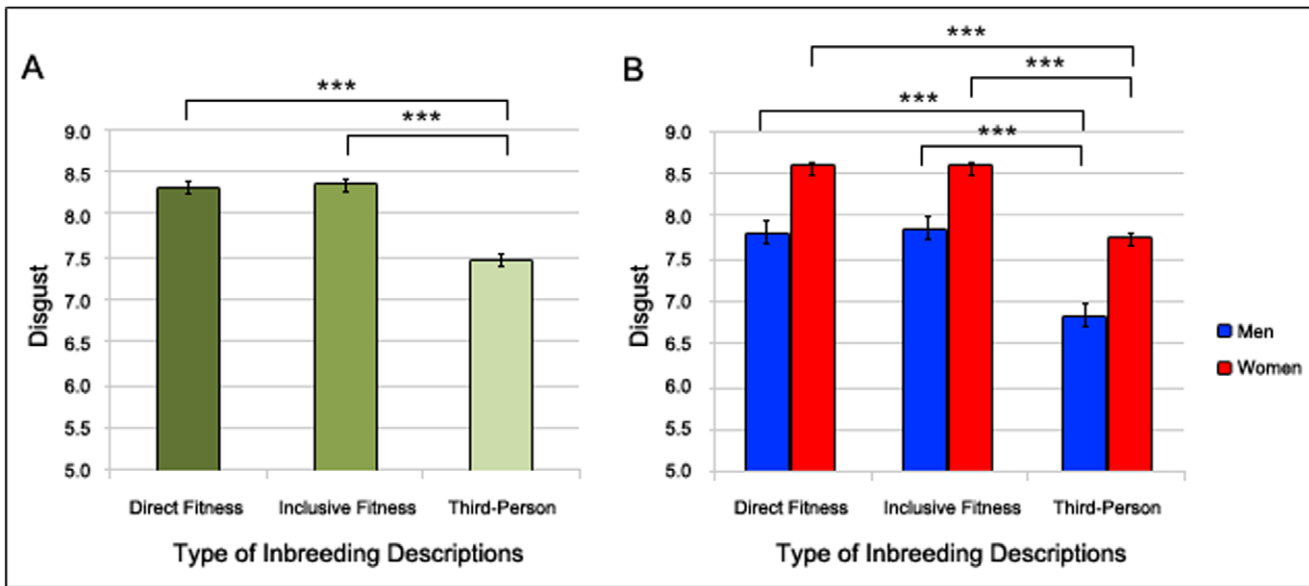 A
***
***
9.0
8.5
8.0
7.5
7.0
6.5
6.0
5.5
5.0
Disgust
Direct Fitness Inclusive Fitness Third-Person
Type of Inbreeding Descriptions
B
***
***
***
***
9.0
8.5
8.0
7.5
7.0
6.5
6.0
5.5
5.0
Disgust
Direct Fitness Inclusive Fitness Third-Person
Type of Inbreeding Descriptions
Men
Women